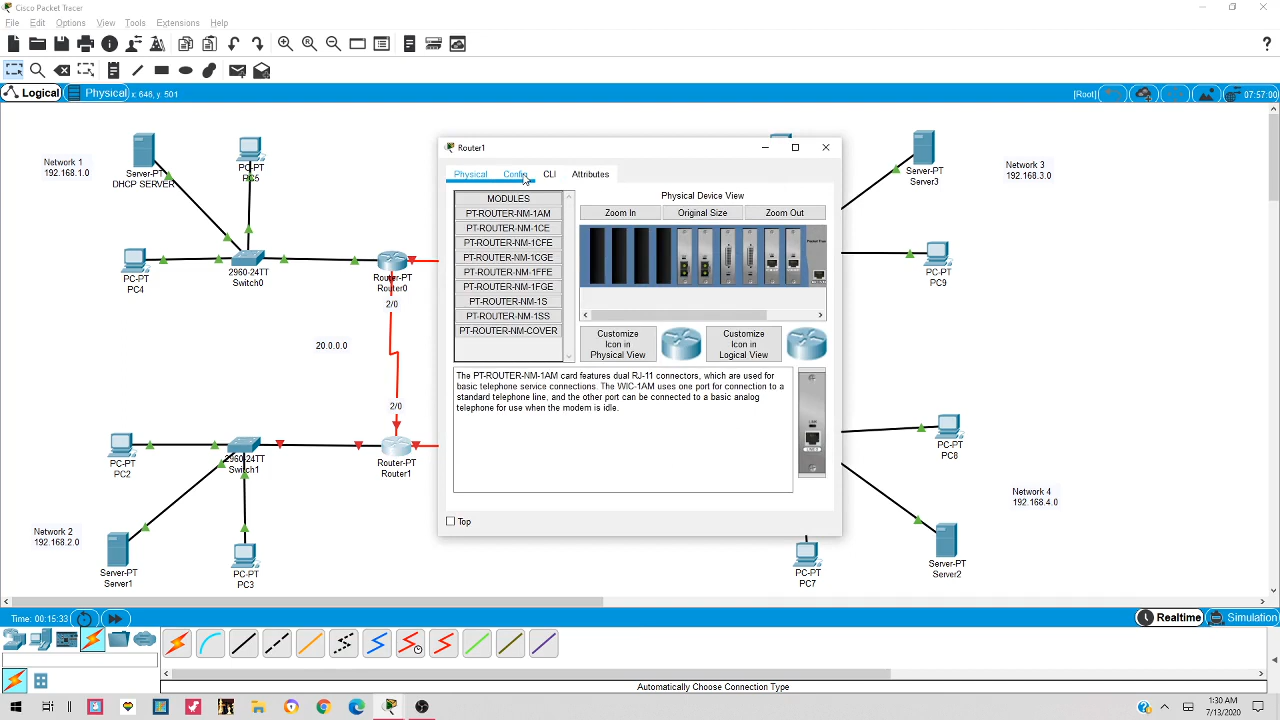 Cisco Packet Tracer
File Edit Options View Tools Extensions Help
Logical Physical x: 646, y: 501 [Root] 07:57:00
Router1
Physical Config CLI Attributes
MODULES
PT-ROUTER-NM-1AM
PT-ROUTER-NM-1CE
PT-ROUTER-NM-1CFE
PT-ROUTER-NM-1CGE
PT-ROUTER-NM-1FFE
PT-ROUTER-NM-1FGE
PT-ROUTER-NM-1S
PT-ROUTER-NM-1SS
PT-ROUTER-NM-COVER
Physical Device View
Zoom In Original Size Zoom Out
Customize
Icon in
Physical View
Customize
Icon in
Logical View
The PT-ROUTER-NM-1AM card features dual RJ-11 connectors, which are used for
basic telephone service connections. The WIC-1AM uses one port for connection to a
standard telephone line, and the other port can be connected to a basic analog
telephone for use when the modem is idle.
Top
Network 1
192.168.1.0
Server-PT
DHCP SERVER
PC-PT
PC5
PC-PT
PC4
2960-24TT
Switch0
Router-PT
Router0
2/0
20.0.0.0
2/0
PC-PT
PC2
2960-24TT
Switch1
Router-PT
Router1
Network 2
192.168.2.0
Server-PT
Server1
PC-PT
PC3
Server-PT
Server3
Network 3
192.168.3.0
PC-PT
PC9
PC-PT
PC8
Network 4
192.168.4.0
PC-PT
PC7
Server-PT
Server2
Time: 00:15:33 Realtime Simulation
Automatically Choose Connection Type
1:30 AM
7/13/2020